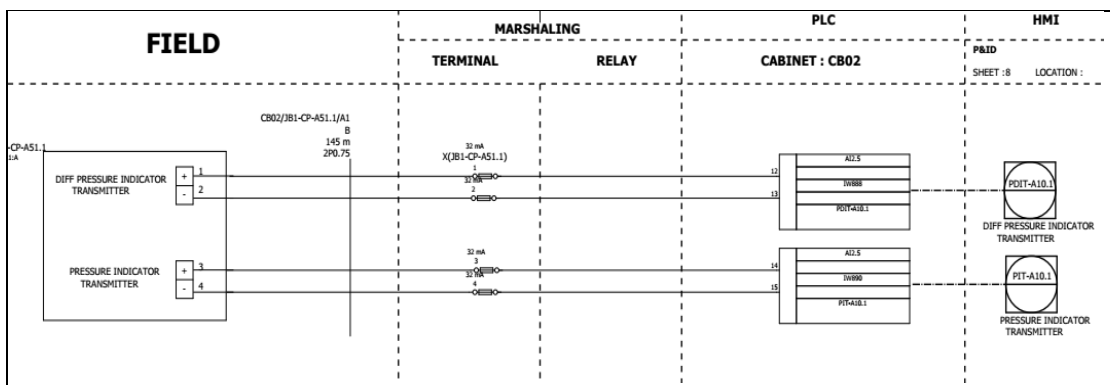 FIELD
MARSHALING
PLC
HMI
TERMINAL
RELAY
CABINET : CB02
P&ID
SHEET :8 LOCATION :
CB02/JB1-CP-A51.1/A1
B
145 m
2P0.75
-CP-A51.1
1:A
32 mA
X(JB1-CP-A51.1)
DIFF PRESSURE INDICATOR
TRANSMITTER
+ 1
- 2
1
32 mA
2
12
13
AI2.5
IW888
PDIT-A10.1
PDIT-A10.1
DIFF PRESSURE INDICATOR
TRANSMITTER
PRESSURE INDICATOR
TRANSMITTER
+ 3
- 4
32 mA
3
32 mA
4
14
15
AI2.5
IW890
PIT-A10.1
PIT-A10.1
PRESSURE INDICATOR
TRANSMITTER